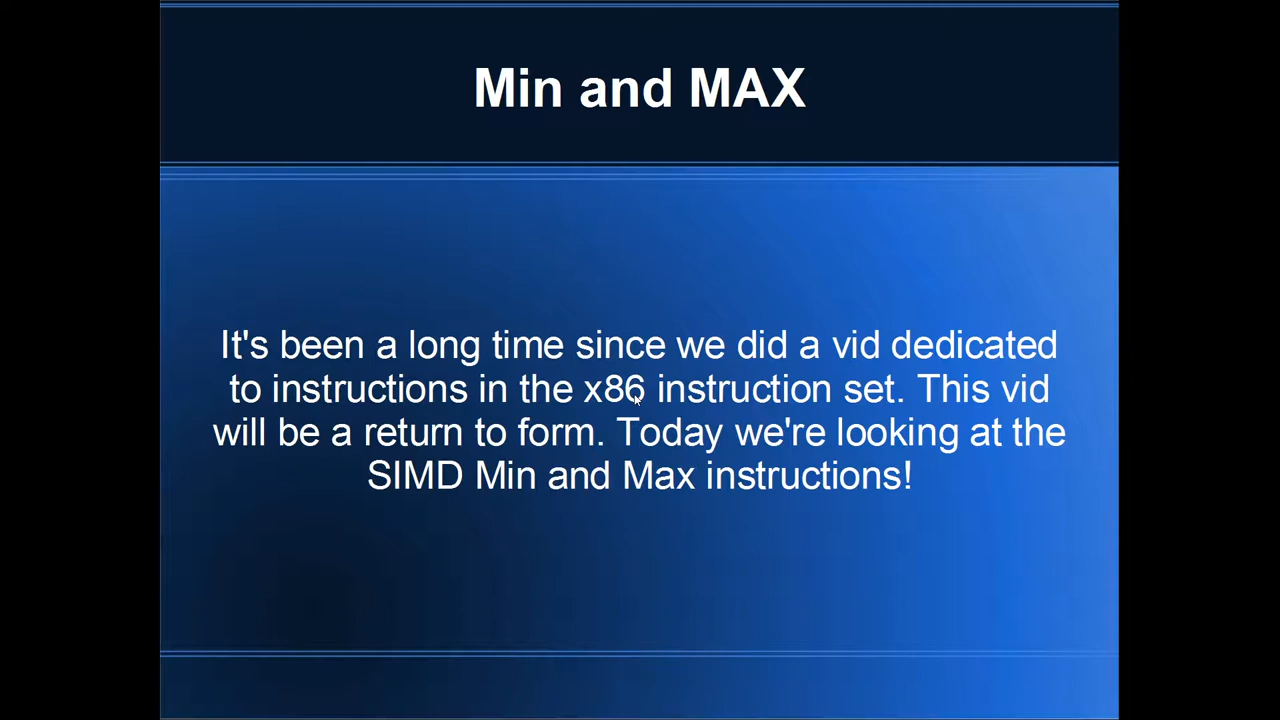 Min and MAX
It's been a long time since we did a vid dedicated
to instructions in the x86 instruction set. This vid
will be a return to form. Today we're looking at the
SIMD Min and Max instructions!